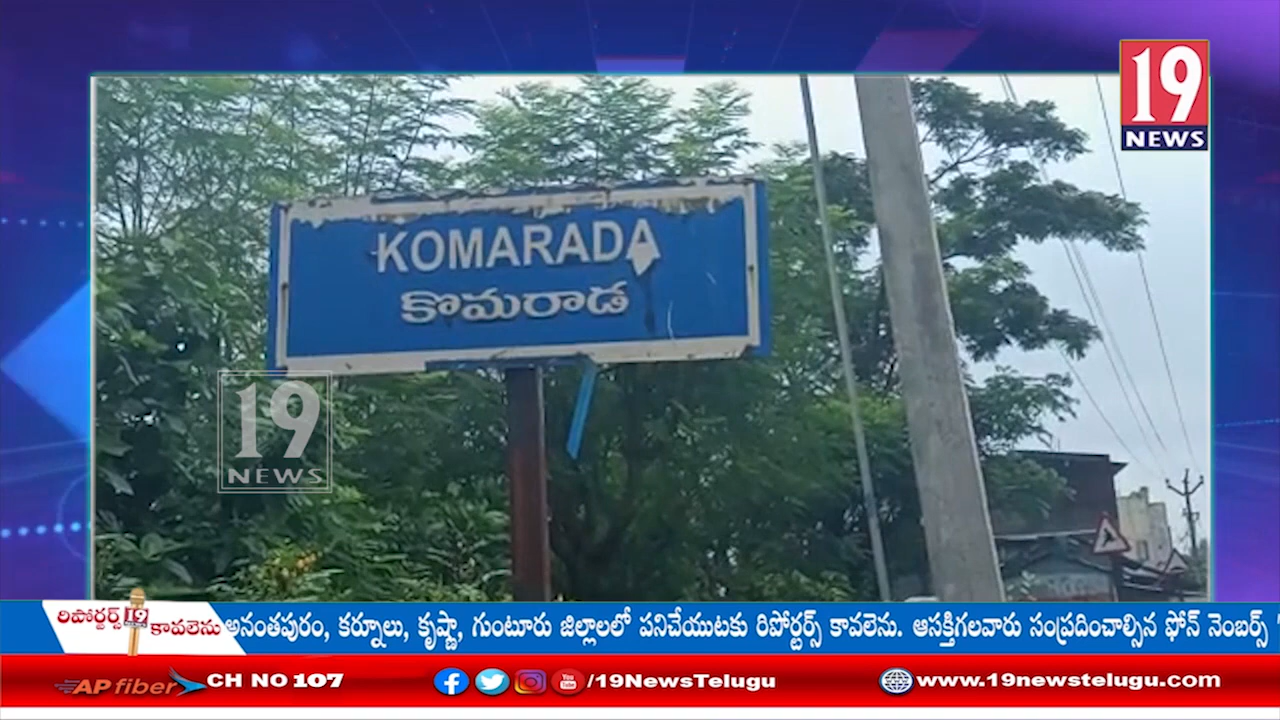 19
NEWS
KOMARADA
కొమరాడ
19
NEWS
రిపోర్టర్స్ 19
కావలెను
అనంతపురం, కర్నూలు, కృష్ణా, గుంటూరు జిల్లాలలో పనిచేయుటకు రిపోర్టర్స్ కావలెను. ఆసక్తిగలవారు సంప్రదించాల్సిన ఫోన్ నెంబర్స్
AP fiber CH NO 107 /19NewsTelugu www.19newstelugu.com